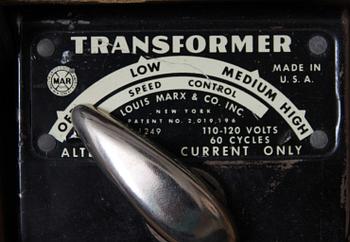 TRANSFORMER
MAR
MADE IN
U.S.A.
LOW
MEDIUM HIGH
SPEED CONTROL
LOUIS MARX & CO. INC.
NEW YORK
PATENT NO. 2,019,196
1249
110-120 VOLTS
60 CYCLES
CURRENT ONLY